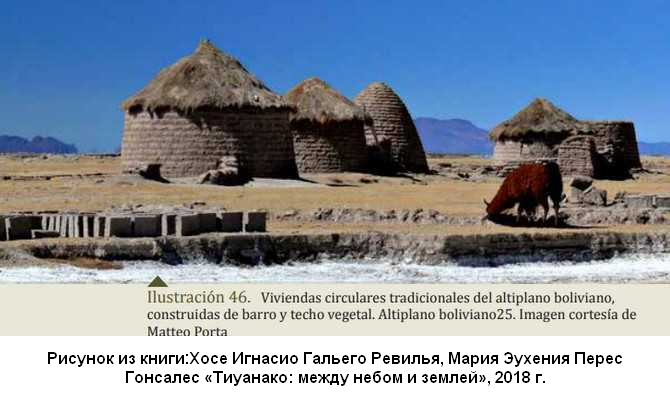 Ilustración 46. Viviendas circulares tradicionales del altiplano boliviano,
construidas de barro y techo vegetal. Altiplano boliviano25. Imagen cortesía de
Matteo Porta
Рисунок из книги:Хосе Игнасио Гальего Ревилья, Мария Эухения Перес
Гонсалес «Тиуанако: между небом и землей», 2018 г.